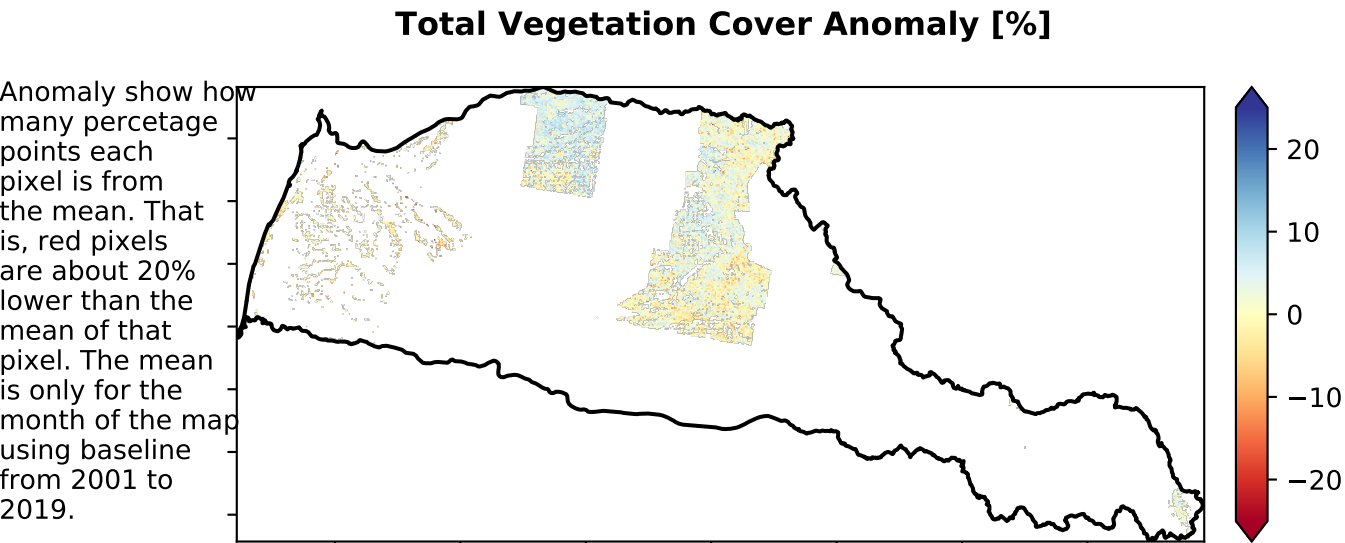 Total Vegetation Cover Anomaly [%]
Anomaly show how
many percetage
points each
pixel is from
the mean. That
is, red pixels
are about 20%
lower than the
mean of that
pixel. The mean
is only for the
month of the map
using baseline
from 2001 to
2019.
20
10
0
−10
−20